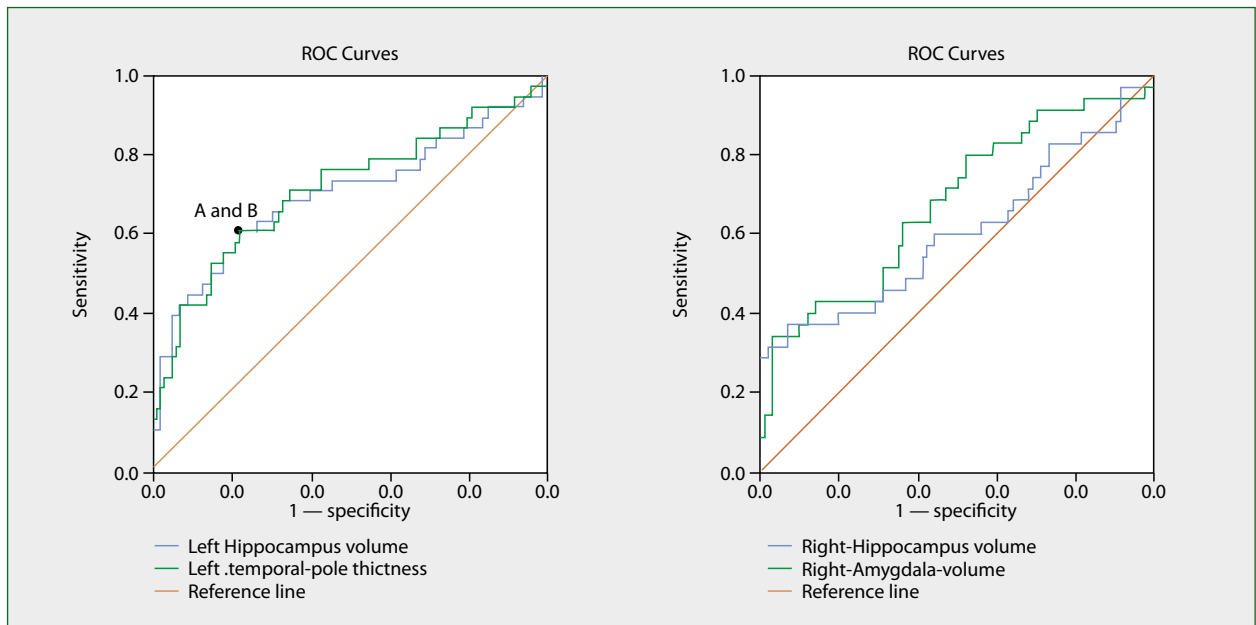 ROC Curves
1.0
0.8
A and B
0.6
Sensitivity
0.4
0.2
0.0
0.0 0.0 0.0 0.0 0.0 0.0
1 — specificity
Left Hippocampus volume
Left .temporal-pole thictness
Reference line
ROC Curves
1.0
0.8
0.6
Sensitivity
0.4
0.2
0.0
0.0 0.0 0.0 0.0 0.0 0.0
1 — specificity
Right-Hippocampus volume
Right-Amygdala-volume
Reference line